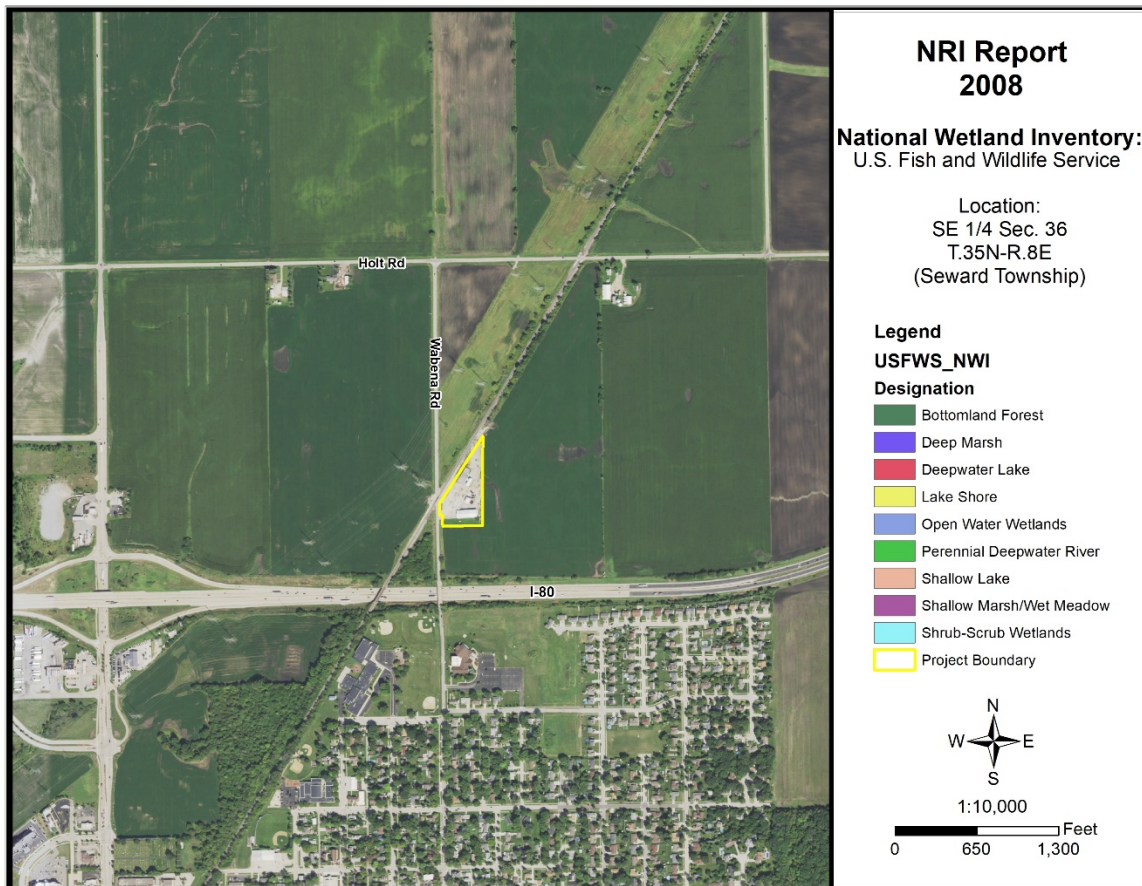 NRI Report
2008
National Wetland Inventory:
U.S. Fish and Wildlife Service
Location:
SE 1/4 Sec. 36
T.35N-R.8E
(Seward Township)
Legend
USFWS_NWI
Designation
Bottomland Forest
Deep Marsh
Deepwater Lake
Lake Shore
Open Water Wetlands
Perennial Deepwater River
Shallow Lake
Shallow Marsh/Wet Meadow
Shrub-Scrub Wetlands
Project Boundary
N
W E
S
1:10,000
Feet
0 650 1,300
Holt Rd
Wabena Rd
I-80